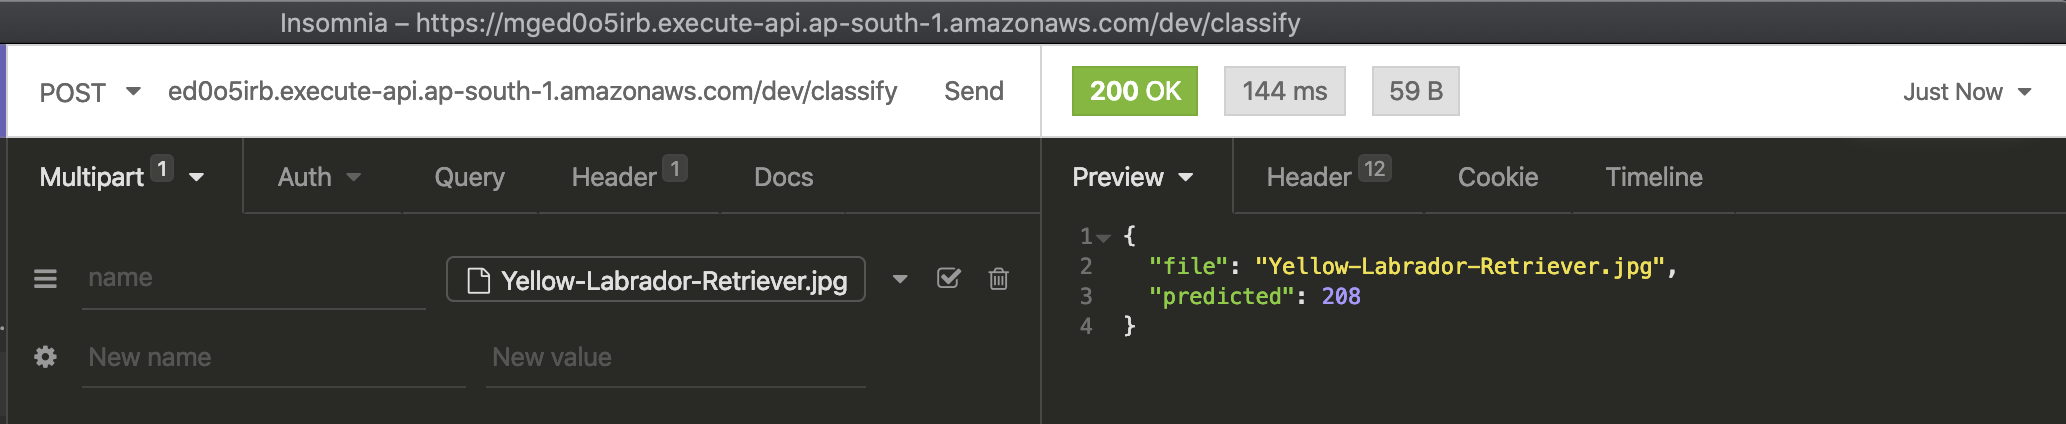 Insomnia – https://mged0o5irb.execute-api.ap-south-1.amazonaws.com/dev/classify
POST ed0o5irb.execute-api.ap-south-1.amazonaws.com/dev/classify Send
200 OK 144 ms 59 B Just Now
Multipart 1 Auth Query Header 1 Docs
Preview Header 12 Cookie Timeline
name Yellow-Labrador-Retriever.jpg
New name New value
1 {
2 "file": "Yellow-Labrador-Retriever.jpg",
3 "predicted": 208
4 }